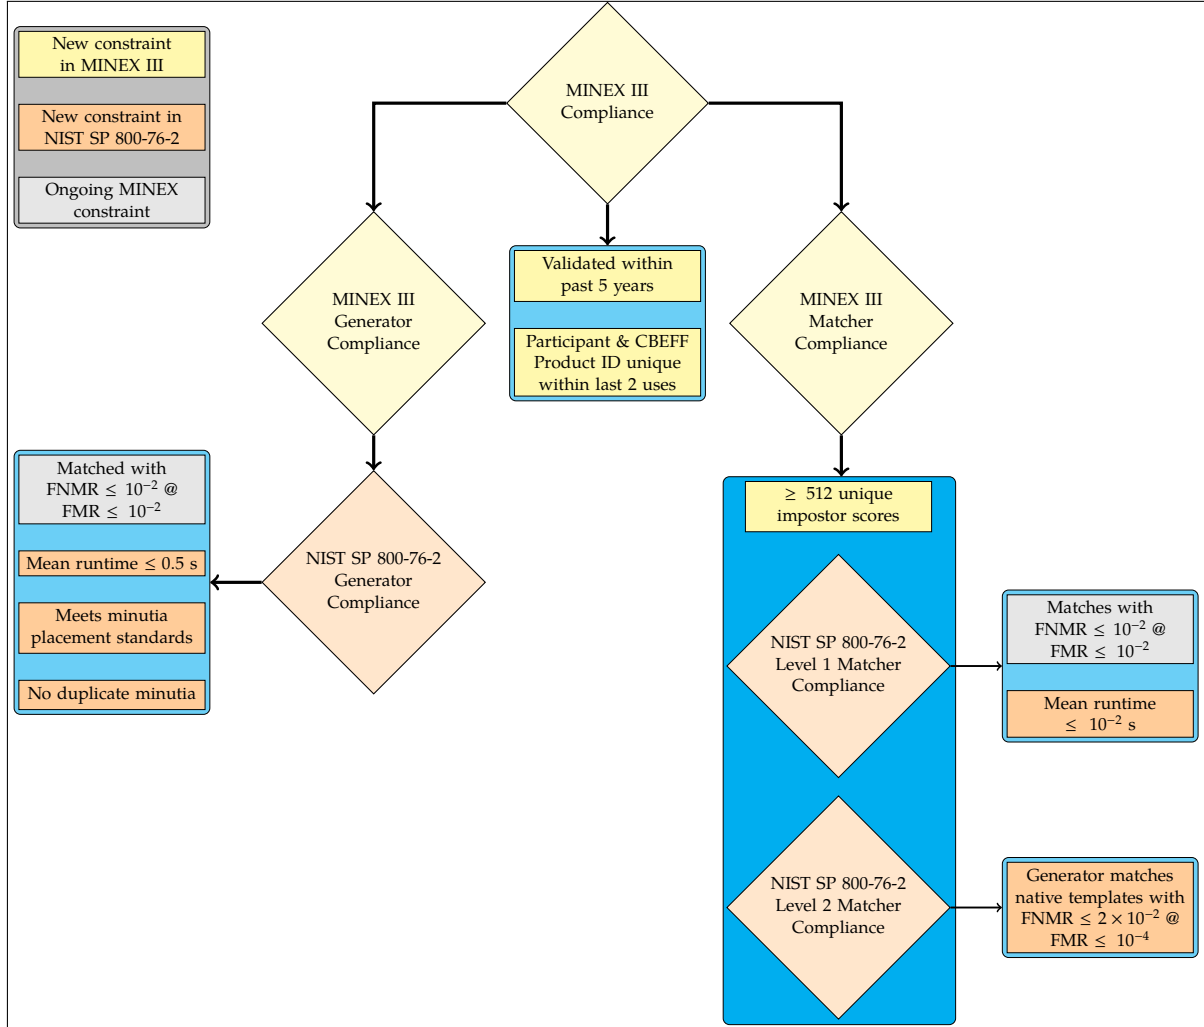 New constraint
in MINEX III
New constraint in
NIST SP 800-76-2
Ongoing MINEX
constraint
MINEX III
Compliance
MINEX III
Generator
Compliance
Validated within
past 5 years
Participant & CBEFF
Product ID unique
within last 2 uses
MINEX III
Matcher
Compliance
Matched with
FNMR ≤ 10⁻² @
FMR ≤ 10⁻²
Mean runtime ≤ 0.5 s
Meets minutia
placement standards
No duplicate minutia
NIST SP 800-76-2
Generator
Compliance
≥ 512 unique
impostor scores
NIST SP 800-76-2
Level 1 Matcher
Compliance
Matches with
FNMR ≤ 10⁻² @
FMR ≤ 10⁻²
Mean runtime
≤ 10⁻² s
NIST SP 800-76-2
Level 2 Matcher
Compliance
Generator matches
native templates with
FNMR ≤ 2 × 10⁻² @
FMR ≤ 10⁻⁴